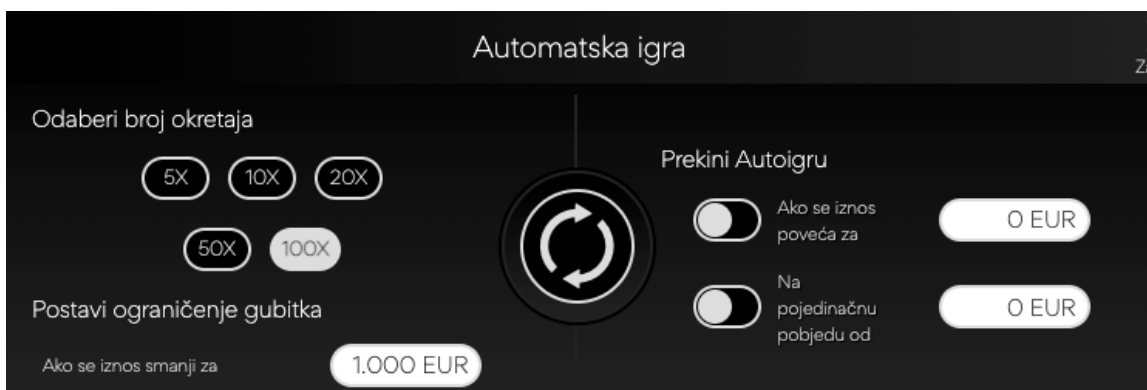 Automatska igra
Odaberi broj okretaja
5X 10X 20X
50X 100X
Postavi ograničenje gubitka
Ako se iznos smanji za 1.000 EUR
Prekini Autoigru
Ako se iznos
poveća za
0 EUR
Na
pojedinačnu
pobjedu od
0 EUR